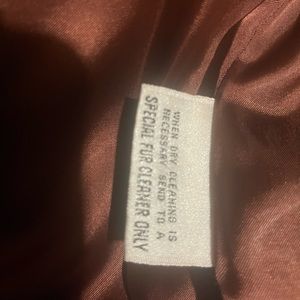 WHEN DRY CLEANING IS
NECESSARY SEND TO A
SPECIAL FUR CLEANER ONLY